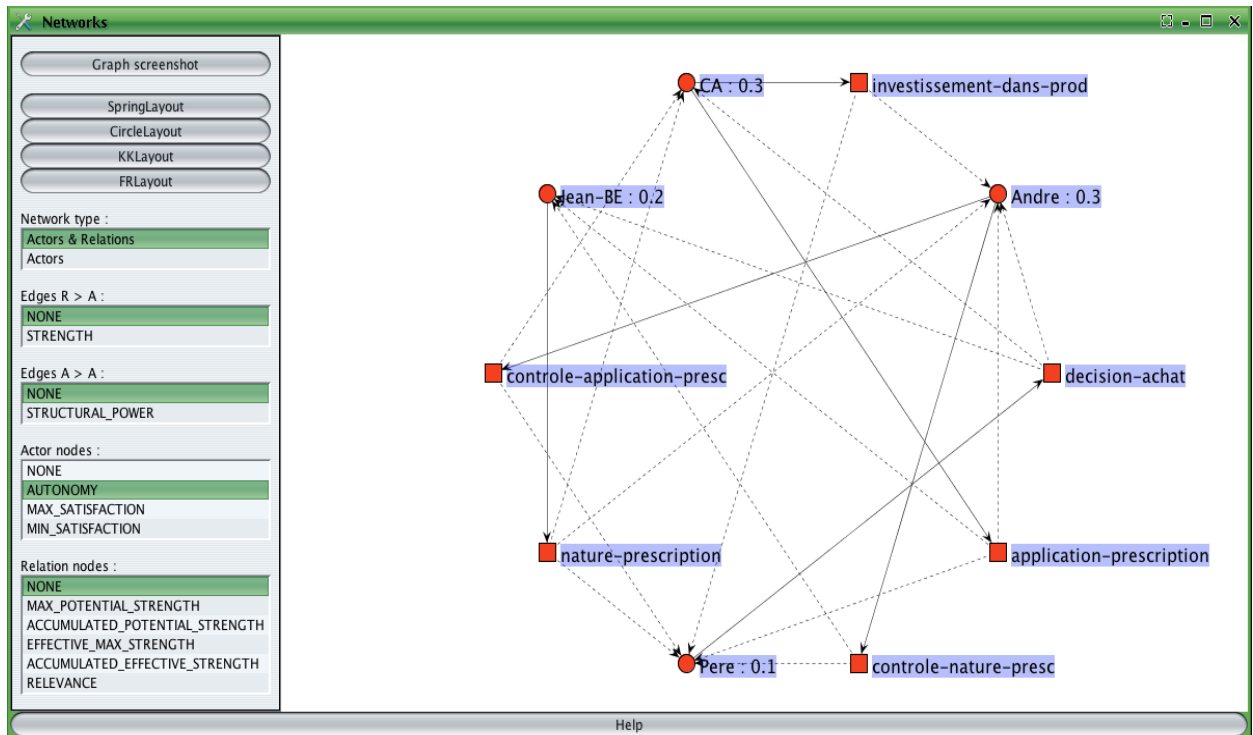 Networks
Graph screenshot
SpringLayout
CircleLayout
KKLayout
FRLayout
Network type :
Actors & Relations
Actors
Edges R > A :
NONE
STRENGTH
Edges A > A :
NONE
STRUCTURAL_POWER
Actor nodes :
NONE
AUTONOMY
MAX_SATISFACTION
MIN_SATISFACTION
Relation nodes :
NONE
MAX_POTENTIAL_STRENGTH
ACCUMULATED_POTENTIAL_STRENGTH
EFFECTIVE_MAX_STRENGTH
ACCUMULATED_EFFECTIVE_STRENGTH
RELEVANCE
CA : 0.3
investissement-dans-prod
Jean-BE : 0.2
Andre : 0.3
controle-application-presc
decision-achat
nature-prescription
application-prescription
Pere : 0.1
controle-nature-presc
Help